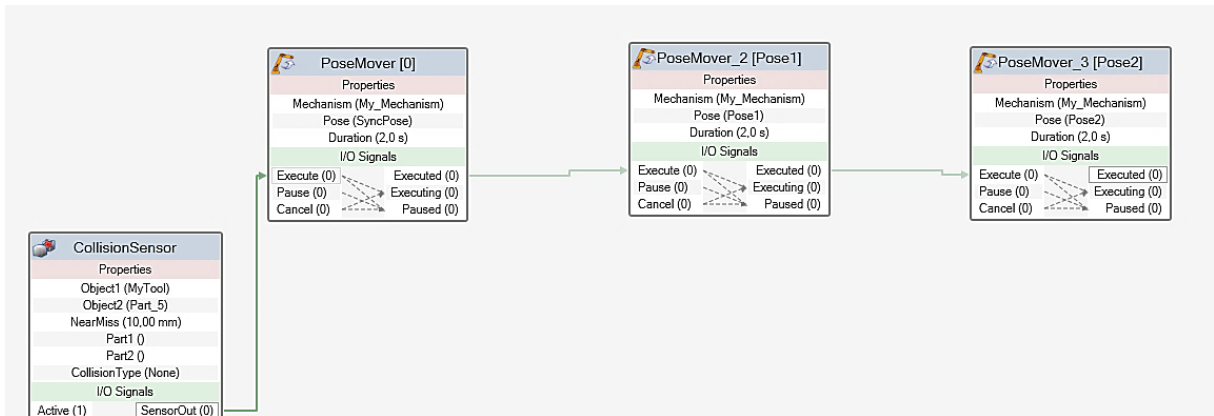 PoseMover [0]
Properties
Mechanism (My_Mechanism)
Pose (SyncPose)
Duration (2,0 s)
I/O Signals
Execute (0) Executed (0)
Pause (0) Executing (0)
Cancel (0) Paused (0)
PoseMover_2 [Pose1]
Properties
Mechanism (My_Mechanism)
Pose (Pose1)
Duration (2,0 s)
I/O Signals
Execute (0) Executed (0)
Pause (0) Executing (0)
Cancel (0) Paused (0)
PoseMover_3 [Pose2]
Properties
Mechanism (My_Mechanism)
Pose (Pose2)
Duration (2,0 s)
I/O Signals
Execute (0) Executed (0)
Pause (0) Executing (0)
Cancel (0) Paused (0)
CollisionSensor
Properties
Object1 (MyTool)
Object2 (Part_5)
NearMiss (10,00 mm)
Part1 ()
Part2 ()
CollisionType (None)
I/O Signals
Active (1) SensorOut (0)